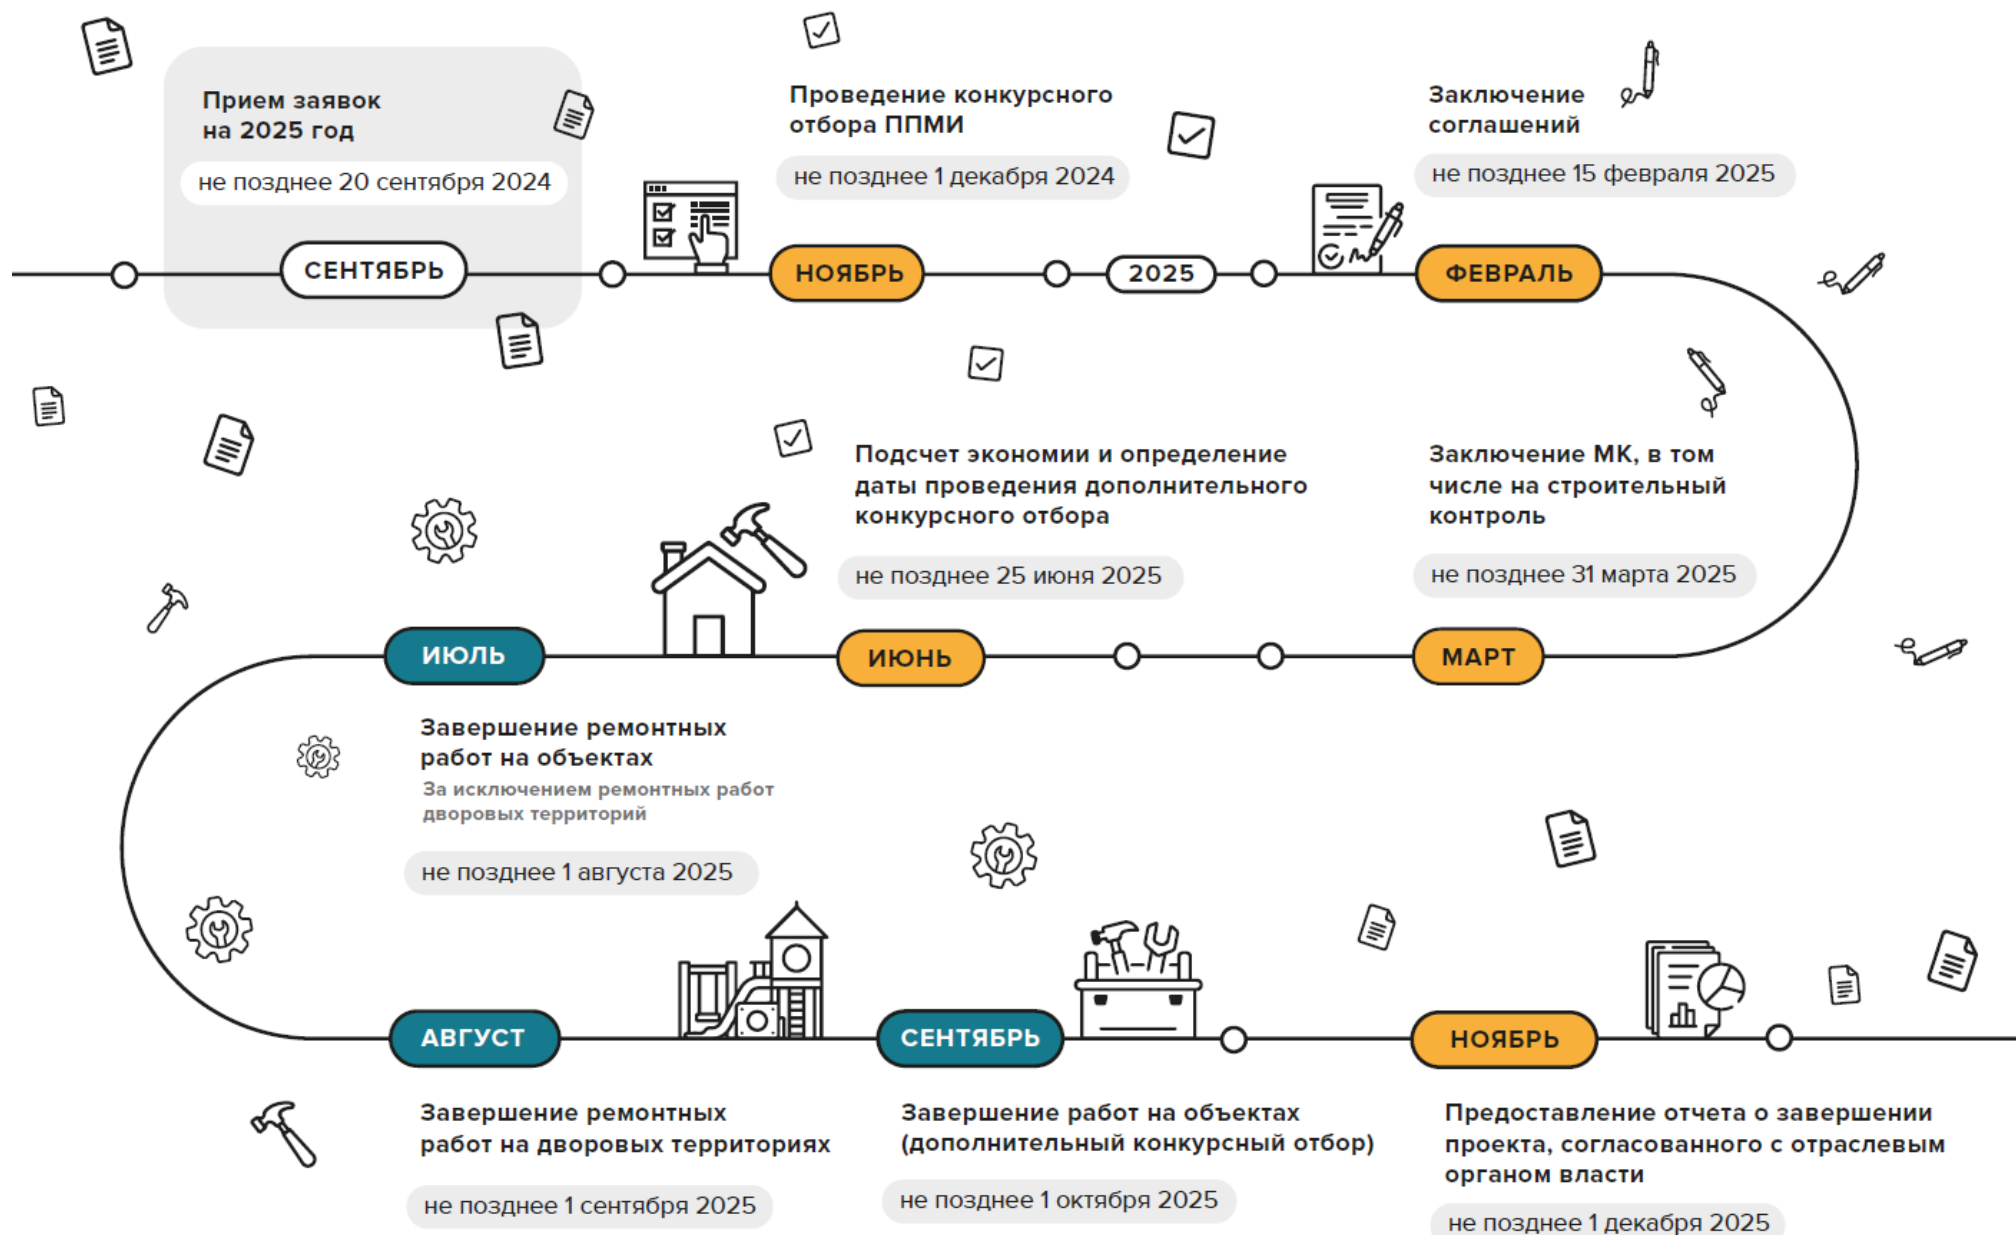 Прием заявок
на 2025 год
не позднее 20 сентября 2024
СЕНТЯБРЬ
Проведение конкурсного
отбора ППМИ
не позднее 1 декабря 2024
НОЯБРЬ
2025
Заключение
соглашений
не позднее 15 февраля 2025
ФЕВРАЛЬ
Заключение МК, в том
числе на строительный
контроль
не позднее 31 марта 2025
МАРТ
Подсчет экономии и определение
даты проведения дополнительного
конкурсного отбора
не позднее 25 июня 2025
ИЮНЬ
ИЮЛЬ
Завершение ремонтных
работ на объектах
За исключением ремонтных работ
дворовых территорий
не позднее 1 августа 2025
АВГУСТ
Завершение ремонтных
работ на дворовых территориях
не позднее 1 сентября 2025
СЕНТЯБРЬ
Завершение работ на объектах
(дополнительный конкурсный отбор)
не позднее 1 октября 2025
НОЯБРЬ
Предоставление отчета о завершении
проекта, согласованного с отраслевым
органом власти
не позднее 1 декабря 2025